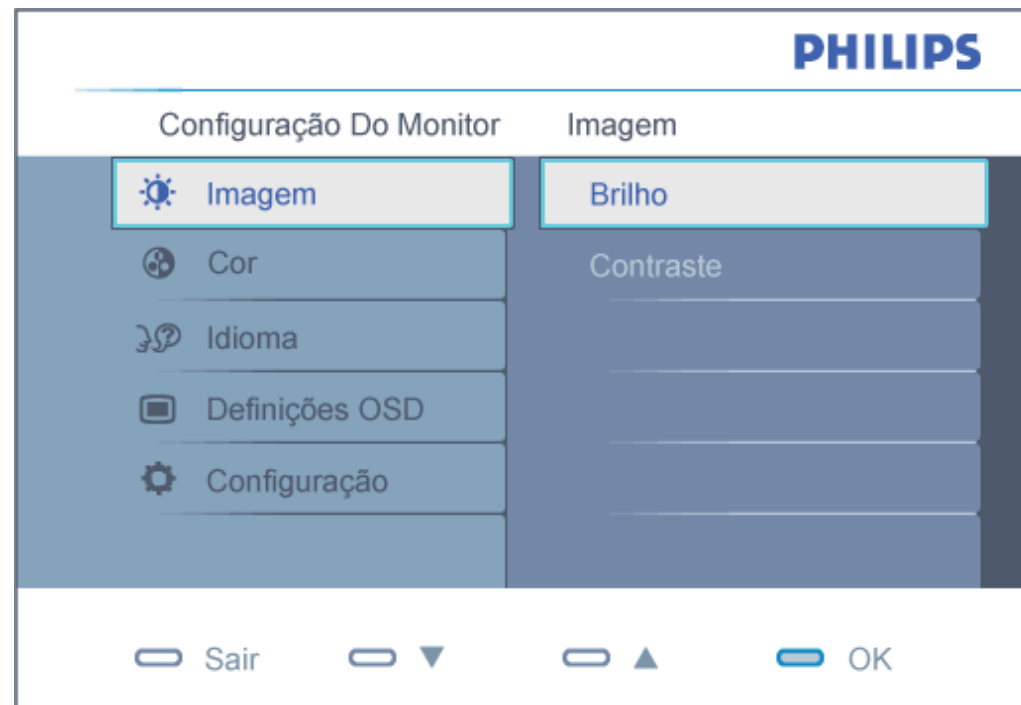 PHILIPS
Configuração Do Monitor Imagem
Imagem Brilho
Cor Contraste
Idioma
Definições OSD
Configuração
Sair ▼ ▲ OK